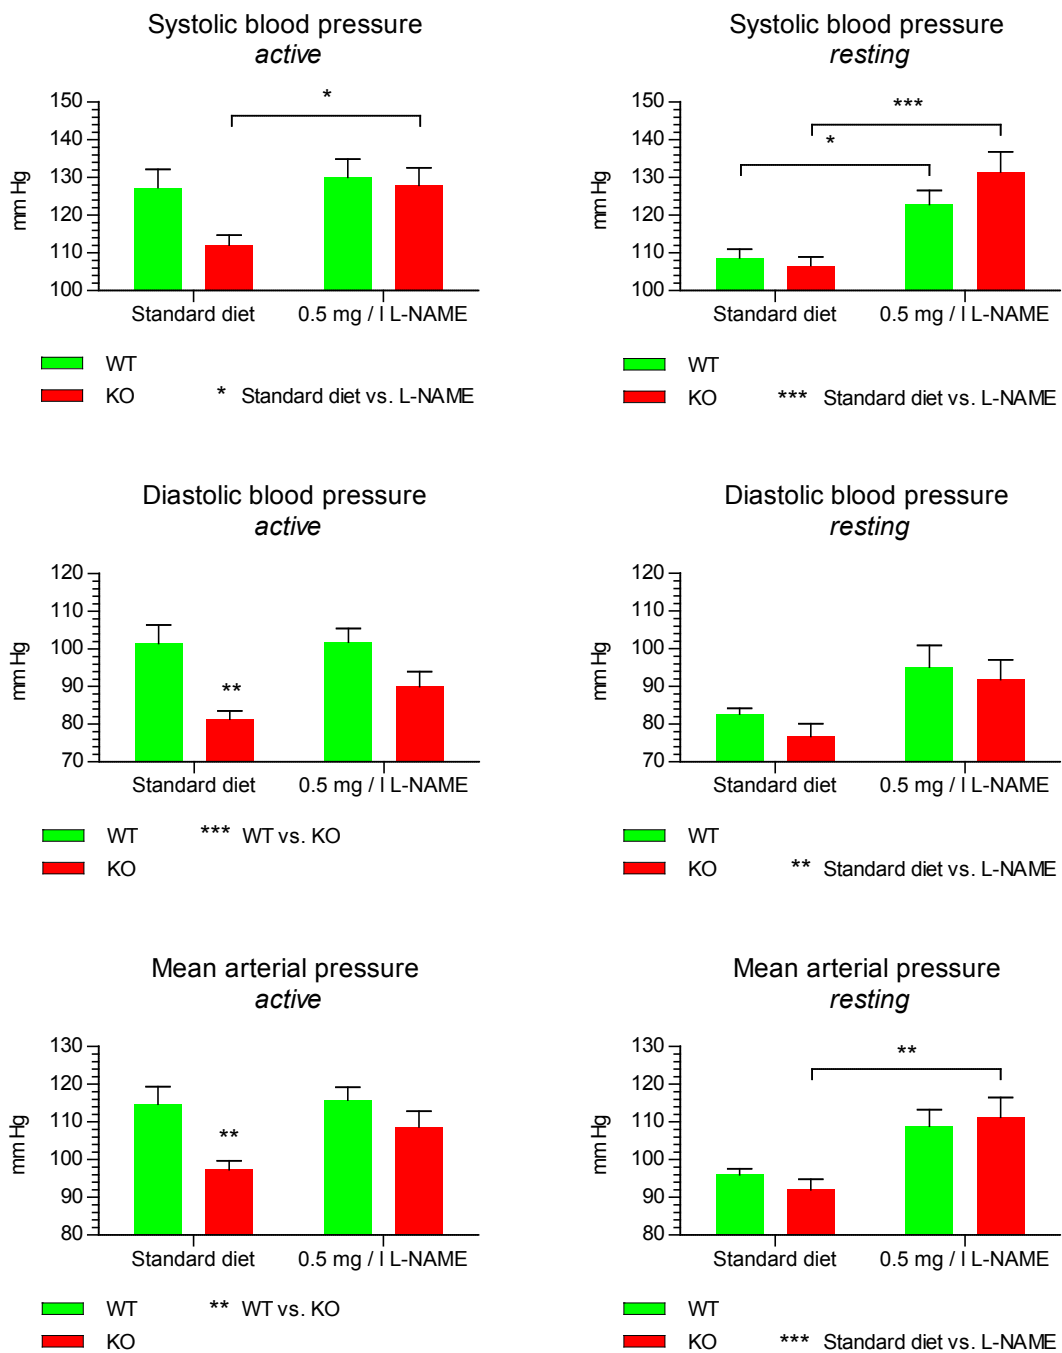 Systolic blood pressure
active
mm Hg
150
140
130
120
110
100
*
Standard diet
0.5 mg / l L-NAME
WT
KO
* Standard diet vs. L-NAME
Systolic blood pressure
resting
mm Hg
150
140
130
120
110
100
***
*
Standard diet
0.5 mg / l L-NAME
WT
KO
*** Standard diet vs. L-NAME
Diastolic blood pressure
active
mm Hg
120
110
100
90
80
70
**
Standard diet
0.5 mg / l L-NAME
WT
*** WT vs. KO
KO
Diastolic blood pressure
resting
mm Hg
120
110
100
90
80
70
Standard diet
0.5 mg / l L-NAME
WT
KO
** Standard diet vs. L-NAME
Mean arterial pressure
active
mm Hg
130
120
110
100
90
80
**
Standard diet
0.5 mg / l L-NAME
WT
** WT vs. KO
KO
Mean arterial pressure
resting
mm Hg
130
120
110
100
90
80
**
Standard diet
0.5 mg / l L-NAME
WT
KO
*** Standard diet vs. L-NAME